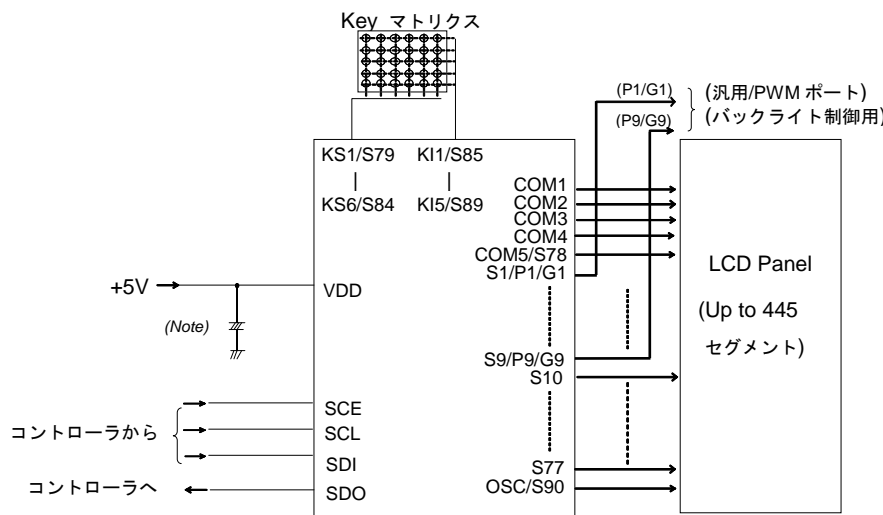 Key マトリクス
(P1/G1)
(汎用/PWM ポート)
(P9/G9)
(バックライト制御用)
KS1/S79
KI1/S85
|
|
KS6/S84
KI5/S89
COM1
COM2
COM3
COM4
COM5/S78
S1/P1/G1
LCD Panel
(Up to 445
セグメント)
+5V
VDD
(Note)
S9/P9/G9
S10
コントローラから
SCE
SCL
SDI
コントローラへ
SDO
S77
OSC/S90